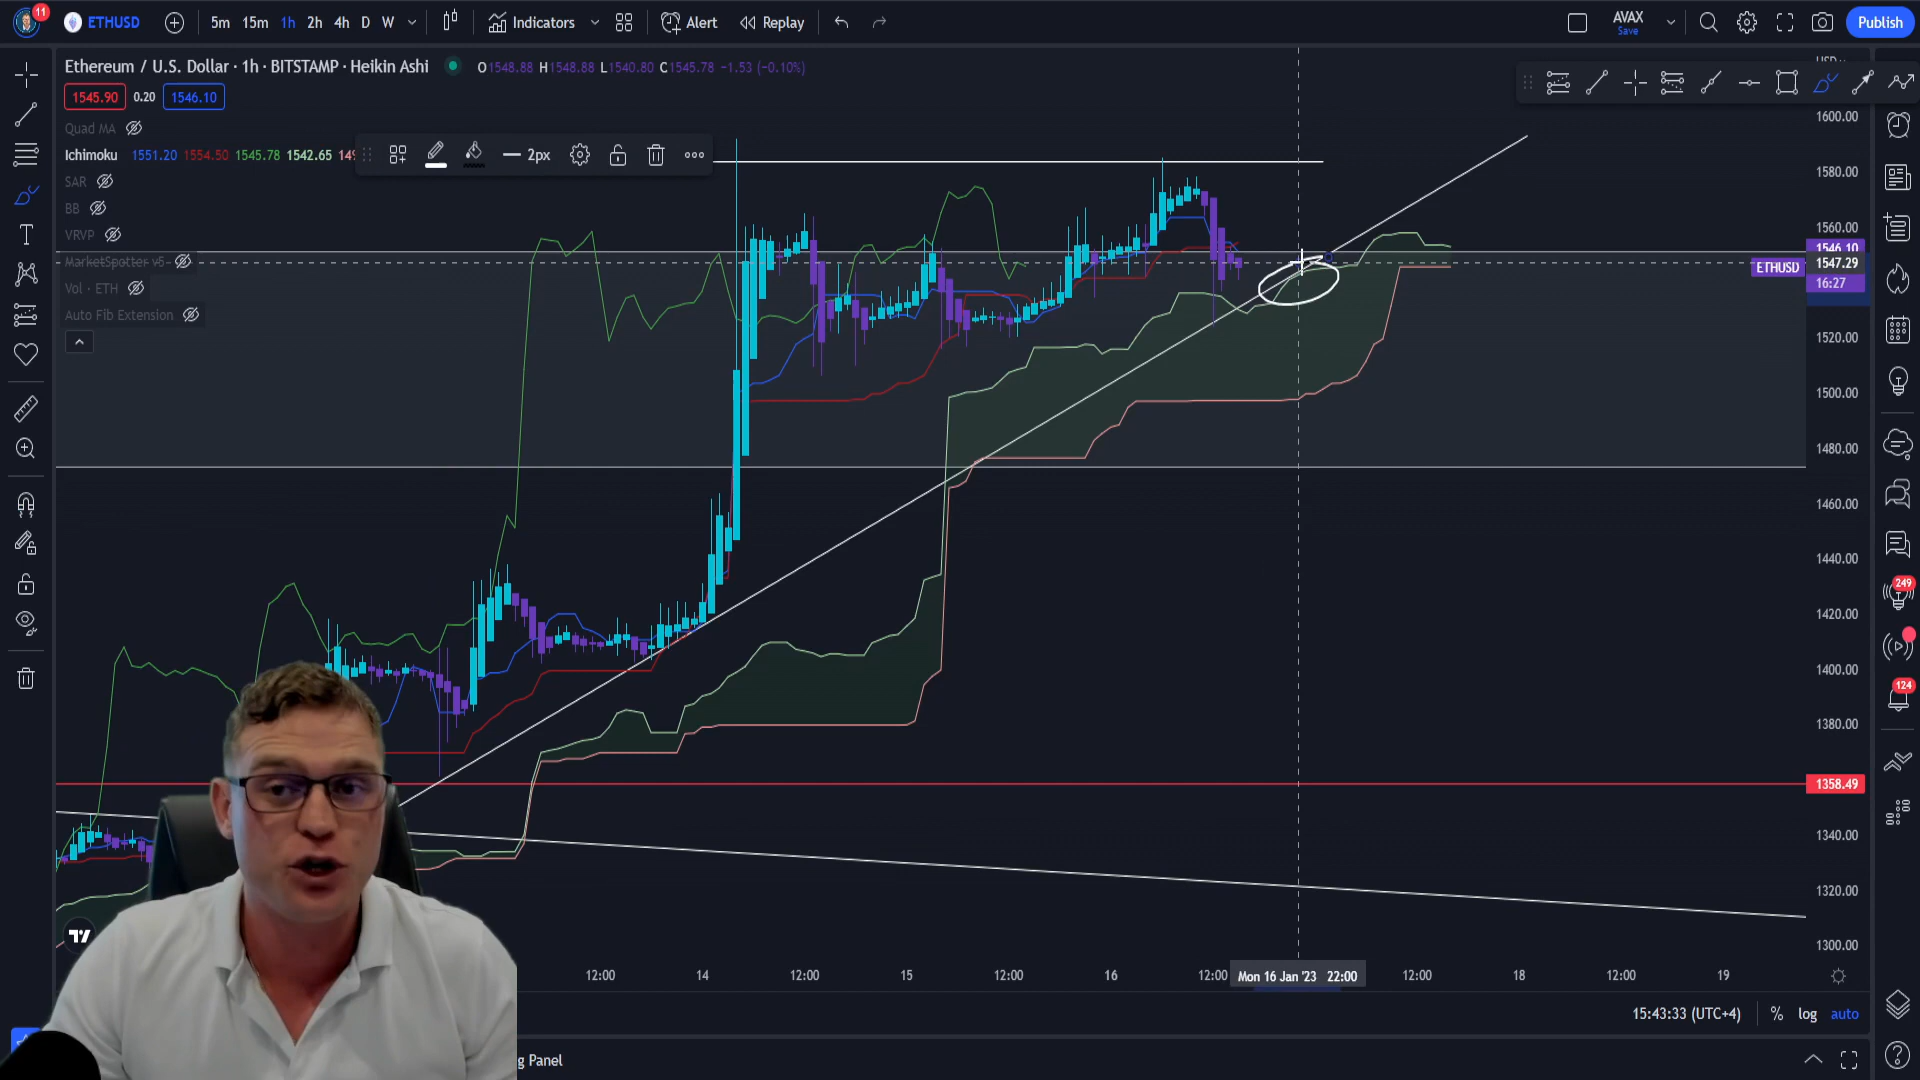 11 ETHUSD 5m 15m 1h 2h 4h D W Indicators Alert Replay AVAX Save Publish
Ethereum / U.S. Dollar · 1h · BITSTAMP · Heikin Ashi O1548.88 H1548.88 L1540.80 C1545.78 -1.53 (-0.10%)
1545.90 0.20 1546.10
Quad MA
Ichimoku 1551.20 1554.50 1545.78 1542.65 149
2px
SAR
BB
VRVP
MarketSpotter v6
Vol · ETH
Auto Fib Extension
1600.00
1580.00
1560.00
1546.10
ETHUSD 1547.29
16:27
1520.00
1500.00
1480.00
1460.00
1440.00
1420.00
1400.00
1380.00
1358.49
1340.00
1320.00
1300.00
249
124
12:00 14 12:00 15 12:00 16 12:00 Mon 16 Jan '23 22:00 12:00 18 12:00 19
15:43:33 (UTC+4) % log auto
g Panel